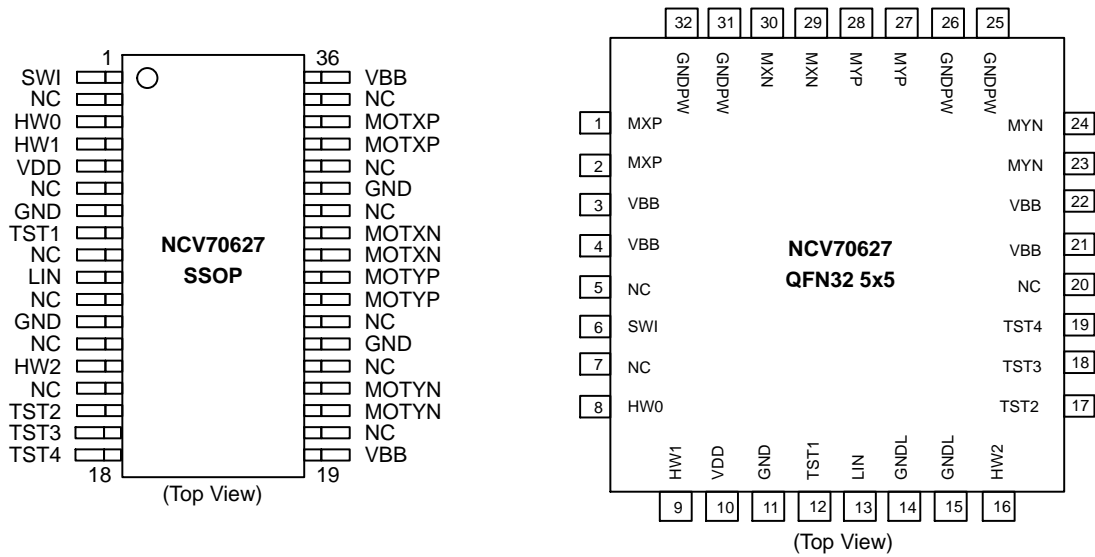 1 36
SWI VBB
NC NC
HW0 MOTXP
HW1 MOTXP
VDD NC
NC GND
GND NC
TST1 MOTXN
NC MOTXN
LIN MOTYP
NC MOTYP
GND NC
NC GND
HW2 NC
NC MOTYN
TST2 MOTYN
TST3 NC
TST4 VBB
18 19
NCV70627
SSOP
(Top View)
32 31 30 29 28 27 26 25
GNDPW GNDPW MXN MXN MYP MYP GNDPW GNDPW
1 MXP MYN 24
2 MXP MYN 23
3 VBB VBB 22
4 VBB VBB 21
5 NC NC 20
6 SWI TST4 19
7 NC TST3 18
8 HW0 TST2 17
NCV70627
QFN32 5x5
HW1 VDD GND TST1 LIN GNDL GNDL HW2
9 10 11 12 13 14 15 16
(Top View)